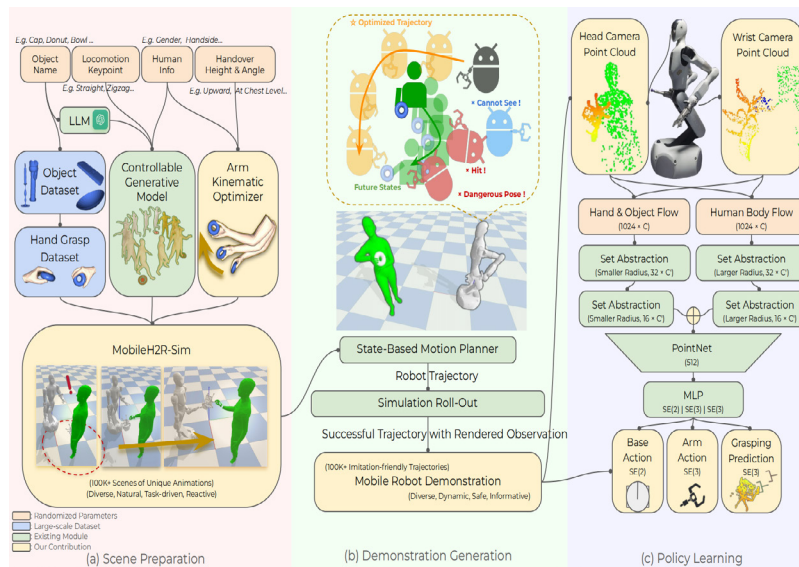 E.g. Cap, Donut, Bowl ...
E.g. Gender, Handside...
Object
Name
Locomotion
Keypoint
Human
Info
Handover
Height & Angle
E.g. Straight, Zigzag...
E.g. Upward, At Chest Level...
LLM
Object
Dataset
Controllable
Generative
Model
Arm
Kinematic
Optimizer
Hand Grasp
Dataset
MobileH2R-Sim
(100K+ Scenes of Unique Animations)
(Diverse, Natural, Task-driven, Reactive)
Randomized Parameters
Large-scale Dataset
Existing Module
Our Contribution
(a) Scene Preparation
☆ Optimized Trajectory
× Cannot See !
× Hit !
Future States
× Dangerous Pose !
State-Based Motion Planner
Robot Trajectory
Simulation Roll-Out
Successful Trajectory with Rendered Observation
(100K+ Imitation-friendly Trajectories)
Mobile Robot Demonstration
(Diverse, Dynamic, Safe, Informative)
(b) Demonstration Generation
Head Camera
Point Cloud
Wrist Camera
Point Cloud
Hand & Object Flow
(1024 × C)
Human Body Flow
(1024 × C)
Set Abstraction
(Smaller Radius, 32 × C')
Set Abstraction
(Larger Radius, 32 × C')
Set Abstraction
(Smaller Radius, 16 × C')
Set Abstraction
(Larger Radius, 16 × C')
PointNet
(512)
MLP
SE(2) | SE(3) | SE(3)
Base
Action
SE(2)
Arm
Action
SE(3)
Grasping
Prediction
SE(3)
(c) Policy Learning